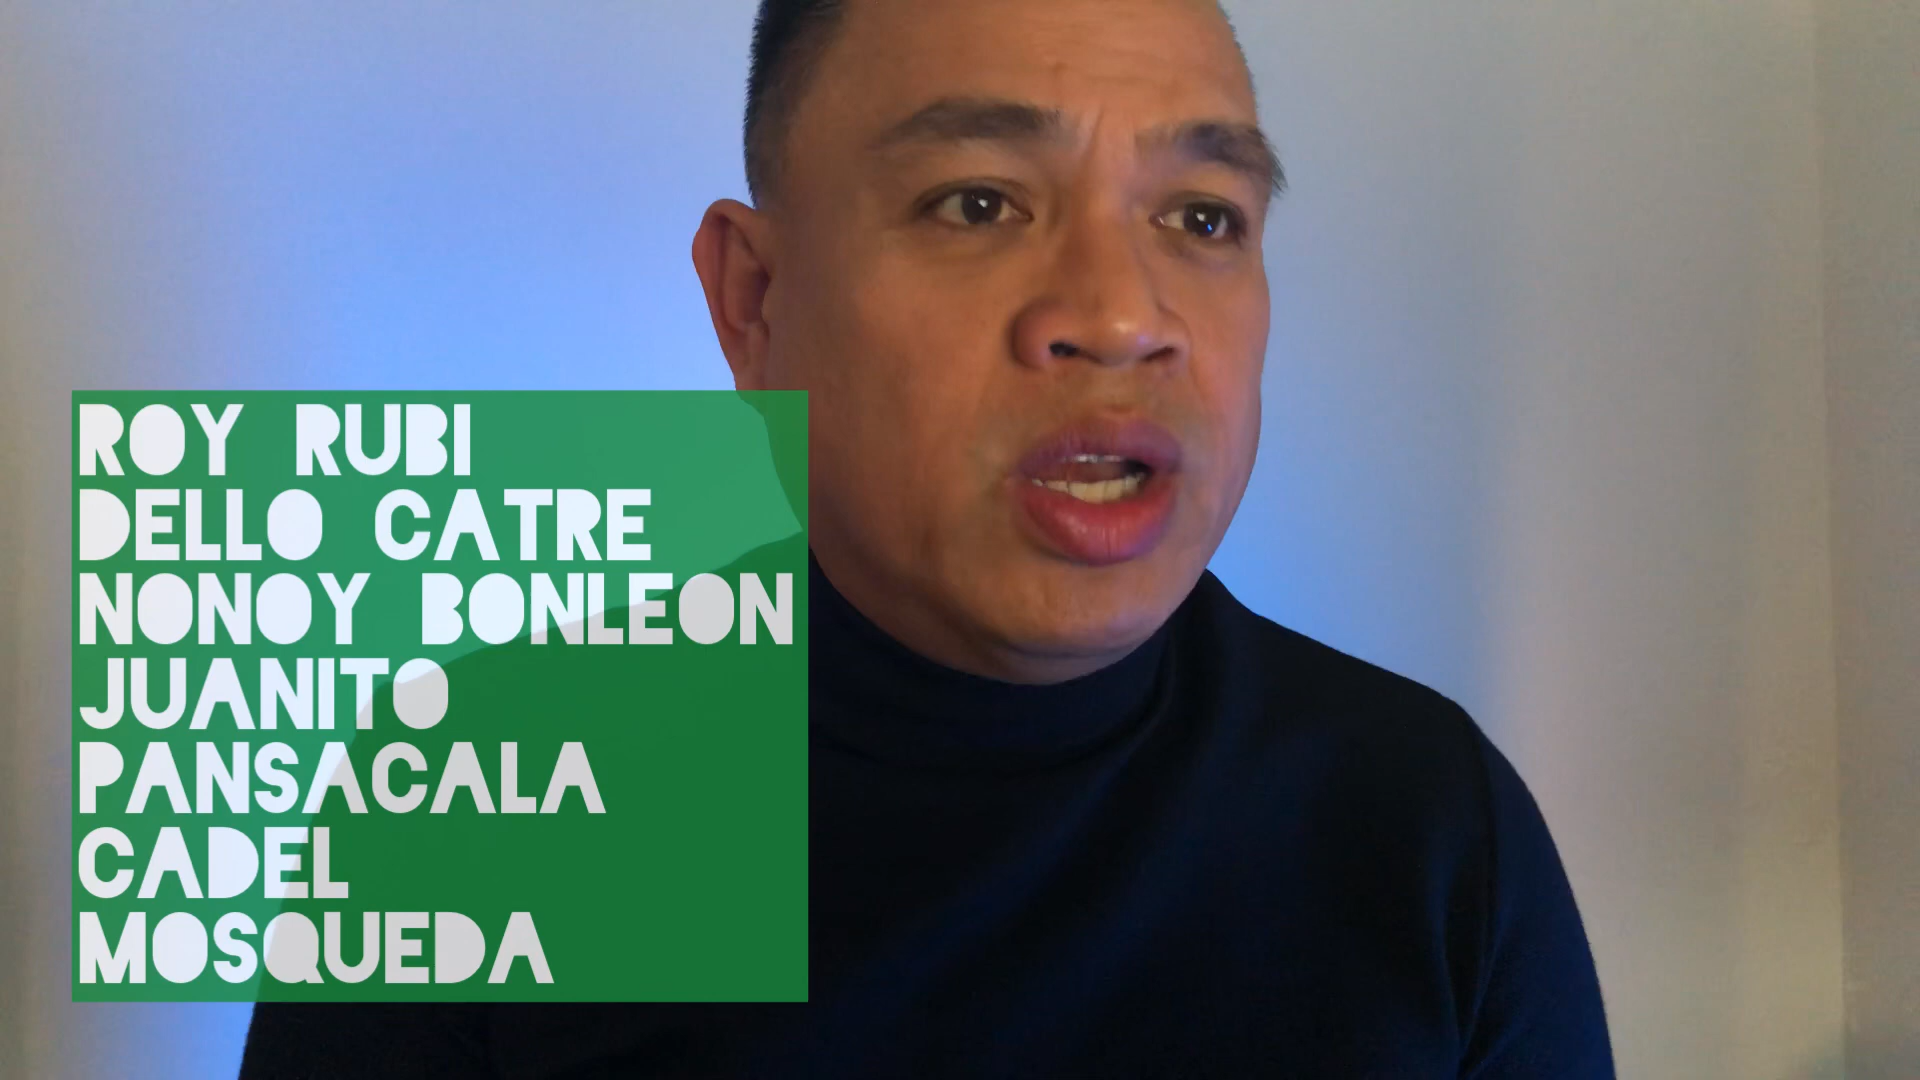 ROY RUBI
DELLO CATRE
NONOY BONLEON
JUANITO
PANSACALA
CADEL
MOSQUEDA